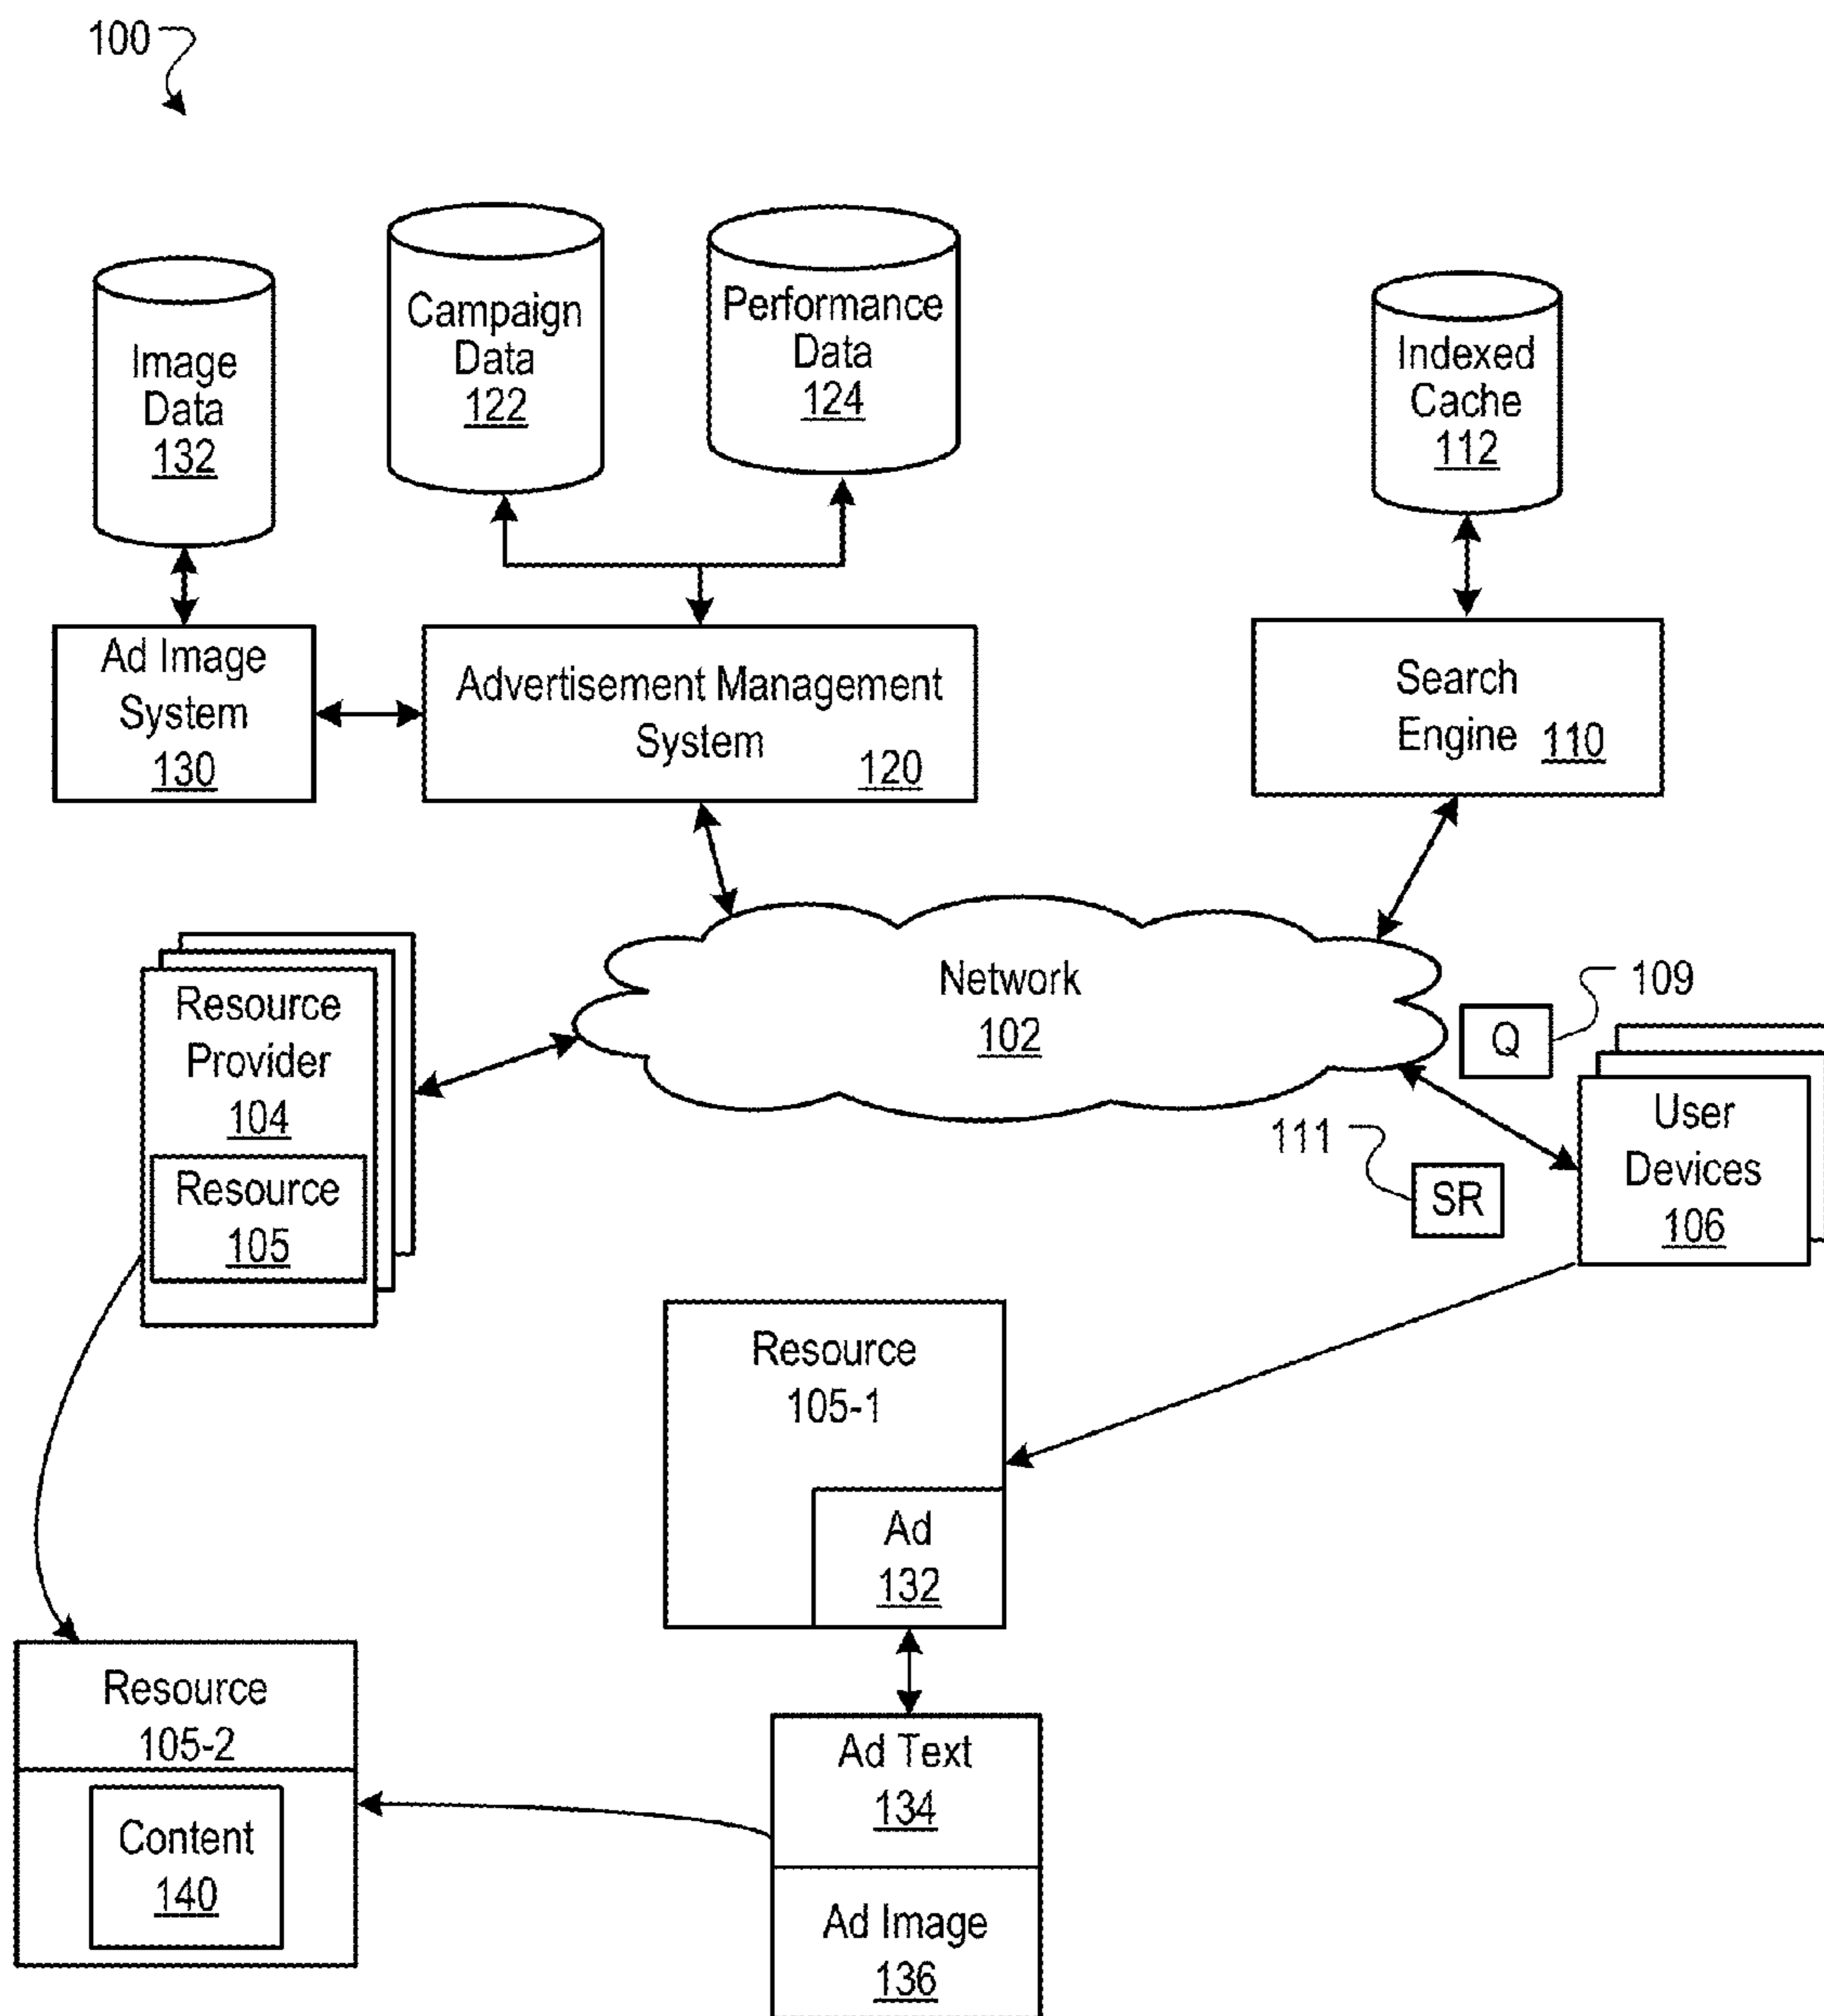 100
Image
Data
132
Campaign
Data
122
Performance
Data
124
Indexed
Cache
112
Ad Image
System
130
Advertisement Management
System
120
Search
Engine 110
Network
102
Resource
Provider
104
Resource
105
Q
109
111
SR
User
Devices
106
Resource
105-1
Ad
132
Resource
105-2
Content
140
Ad Text
134
Ad Image
136